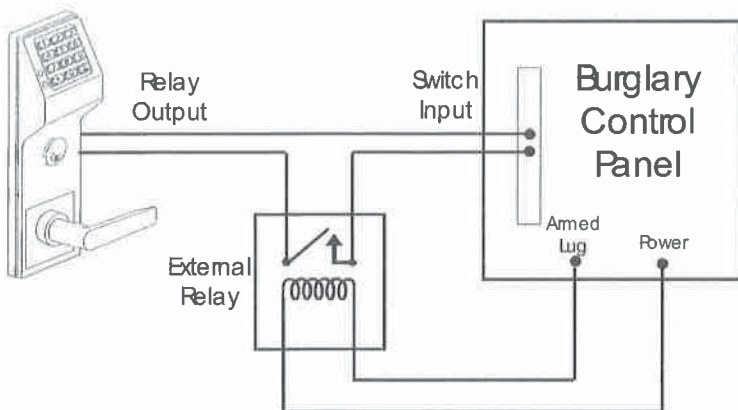 Relay
Output
Switch
Input
Burglary
Control
Panel
Armed
Lug
Power
External
Relay